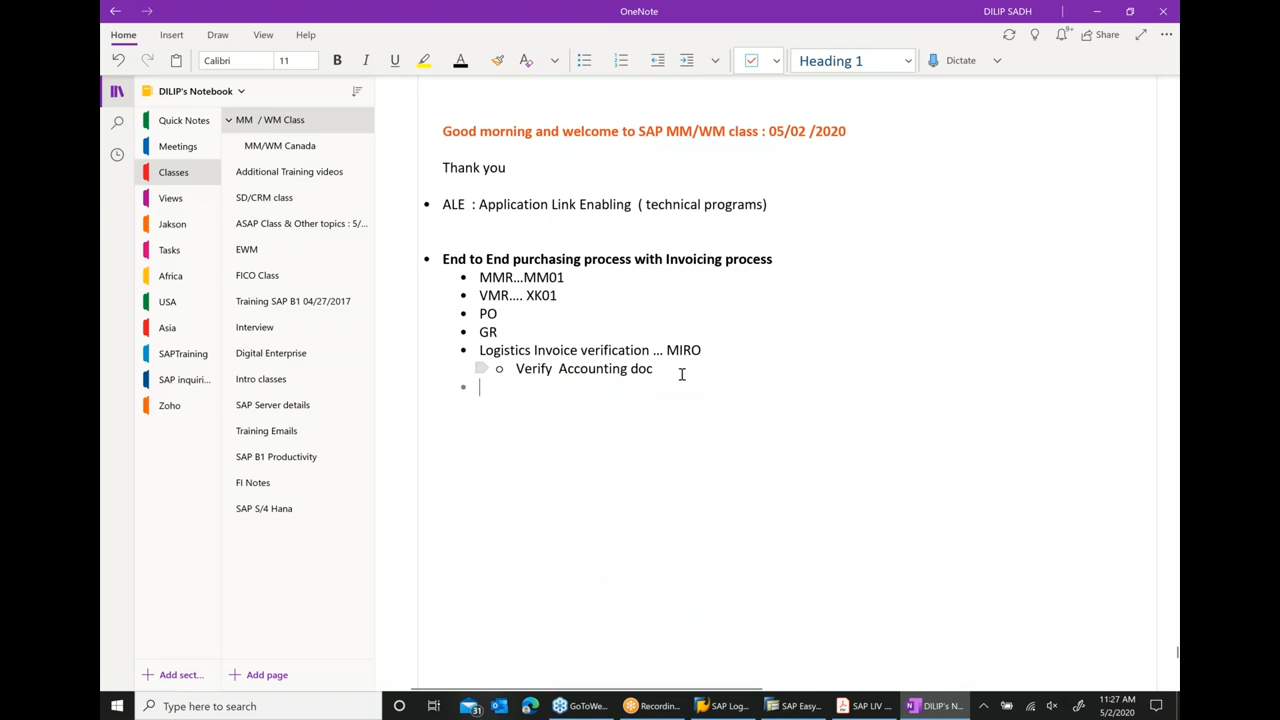 OneNote
DILIP SADH
Home
Insert
Draw
View
Help
9+
Share
Calibri
11
B
I
U
A
Heading 1
Dictate
DILIP's Notebook
Quick Notes
Meetings
Classes
Views
Jakson
Tasks
Africa
USA
Asia
SAPTraining
SAP inquiri...
Zoho
Add sect...
MM / WM Class
MM/WM Canada
Additional Training videos
SD/CRM class
ASAP Class & Other topics : 5/...
EWM
FICO Class
Training SAP B1 04/27/2017
Interview
Digital Enterprise
Intro classes
SAP Server details
Training Emails
SAP B1 Productivity
FI Notes
SAP S/4 Hana
Add page
Good morning and welcome to SAP MM/WM class : 05/02 /2020
Thank you
• ALE : Application Link Enabling ( technical programs)
• End to End purchasing process with Invoicing process
• MMR...MM01
• VMR.... XK01
• PO
• GR
• Logistics Invoice verification ... MIRO
o Verify Accounting doc
•
Type here to search
31
GoToWe...
Recordin...
SAP Log...
SAP Easy...
SAP LIV ...
DILIP's N...
11:27 AM
5/2/2020